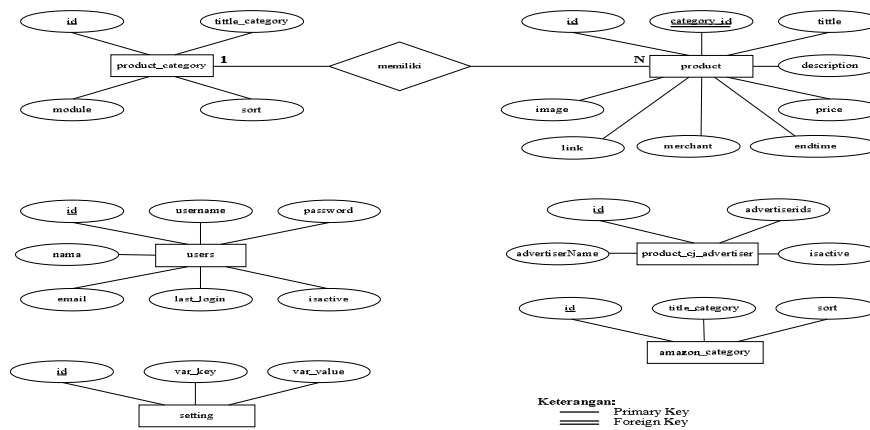 id
tittle_category
product_category
1
module
sort
memiliki
id
category_id
tittle
N
product
description
image
price
link
merchant
endtime
id
username
password
nama
users
email
last_login
isactive
id
advertiserids
advertiserName
product_cj_advertiser
isactive
id
title_category
sort
amazon_category
id
var_key
var_value
setting
Keterangan:
Primary Key
Foreign Key